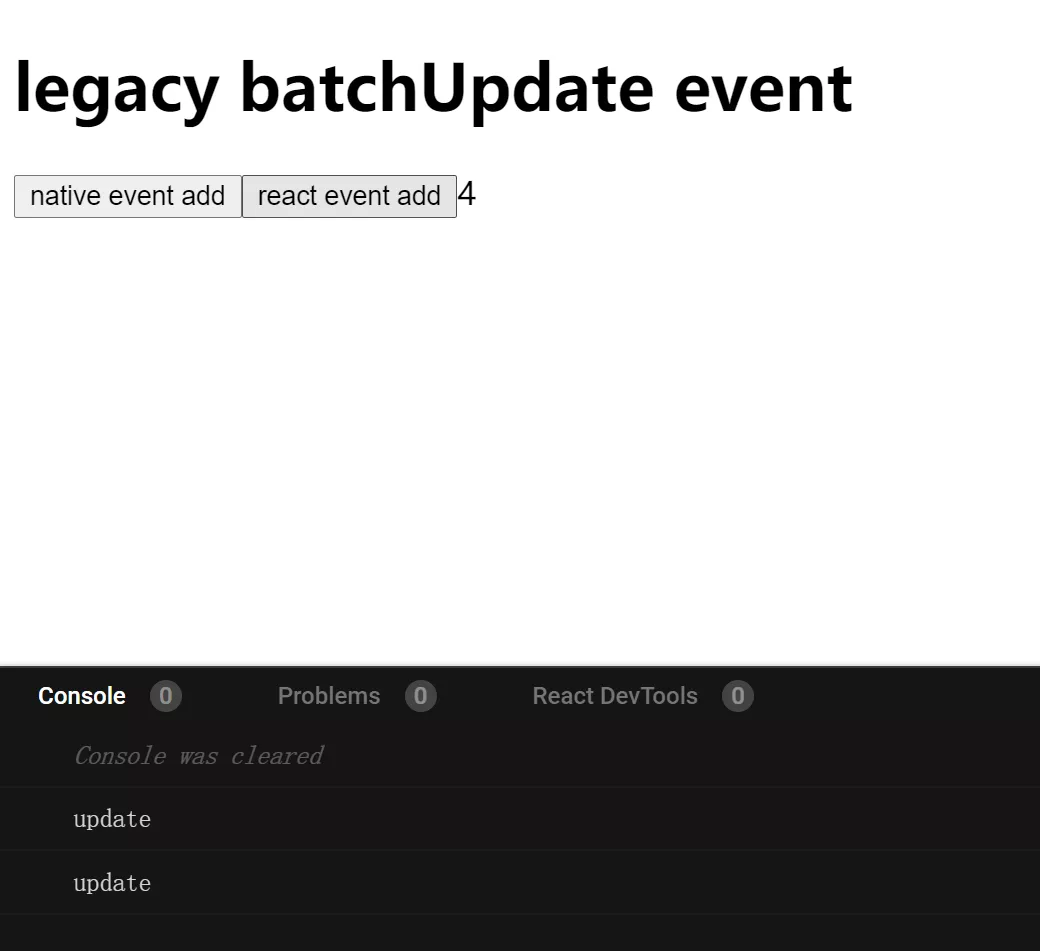 legacy batchUpdate event
native event add react event add 4
Console 0 Problems 0 React DevTools 0
Console was cleared
update
update